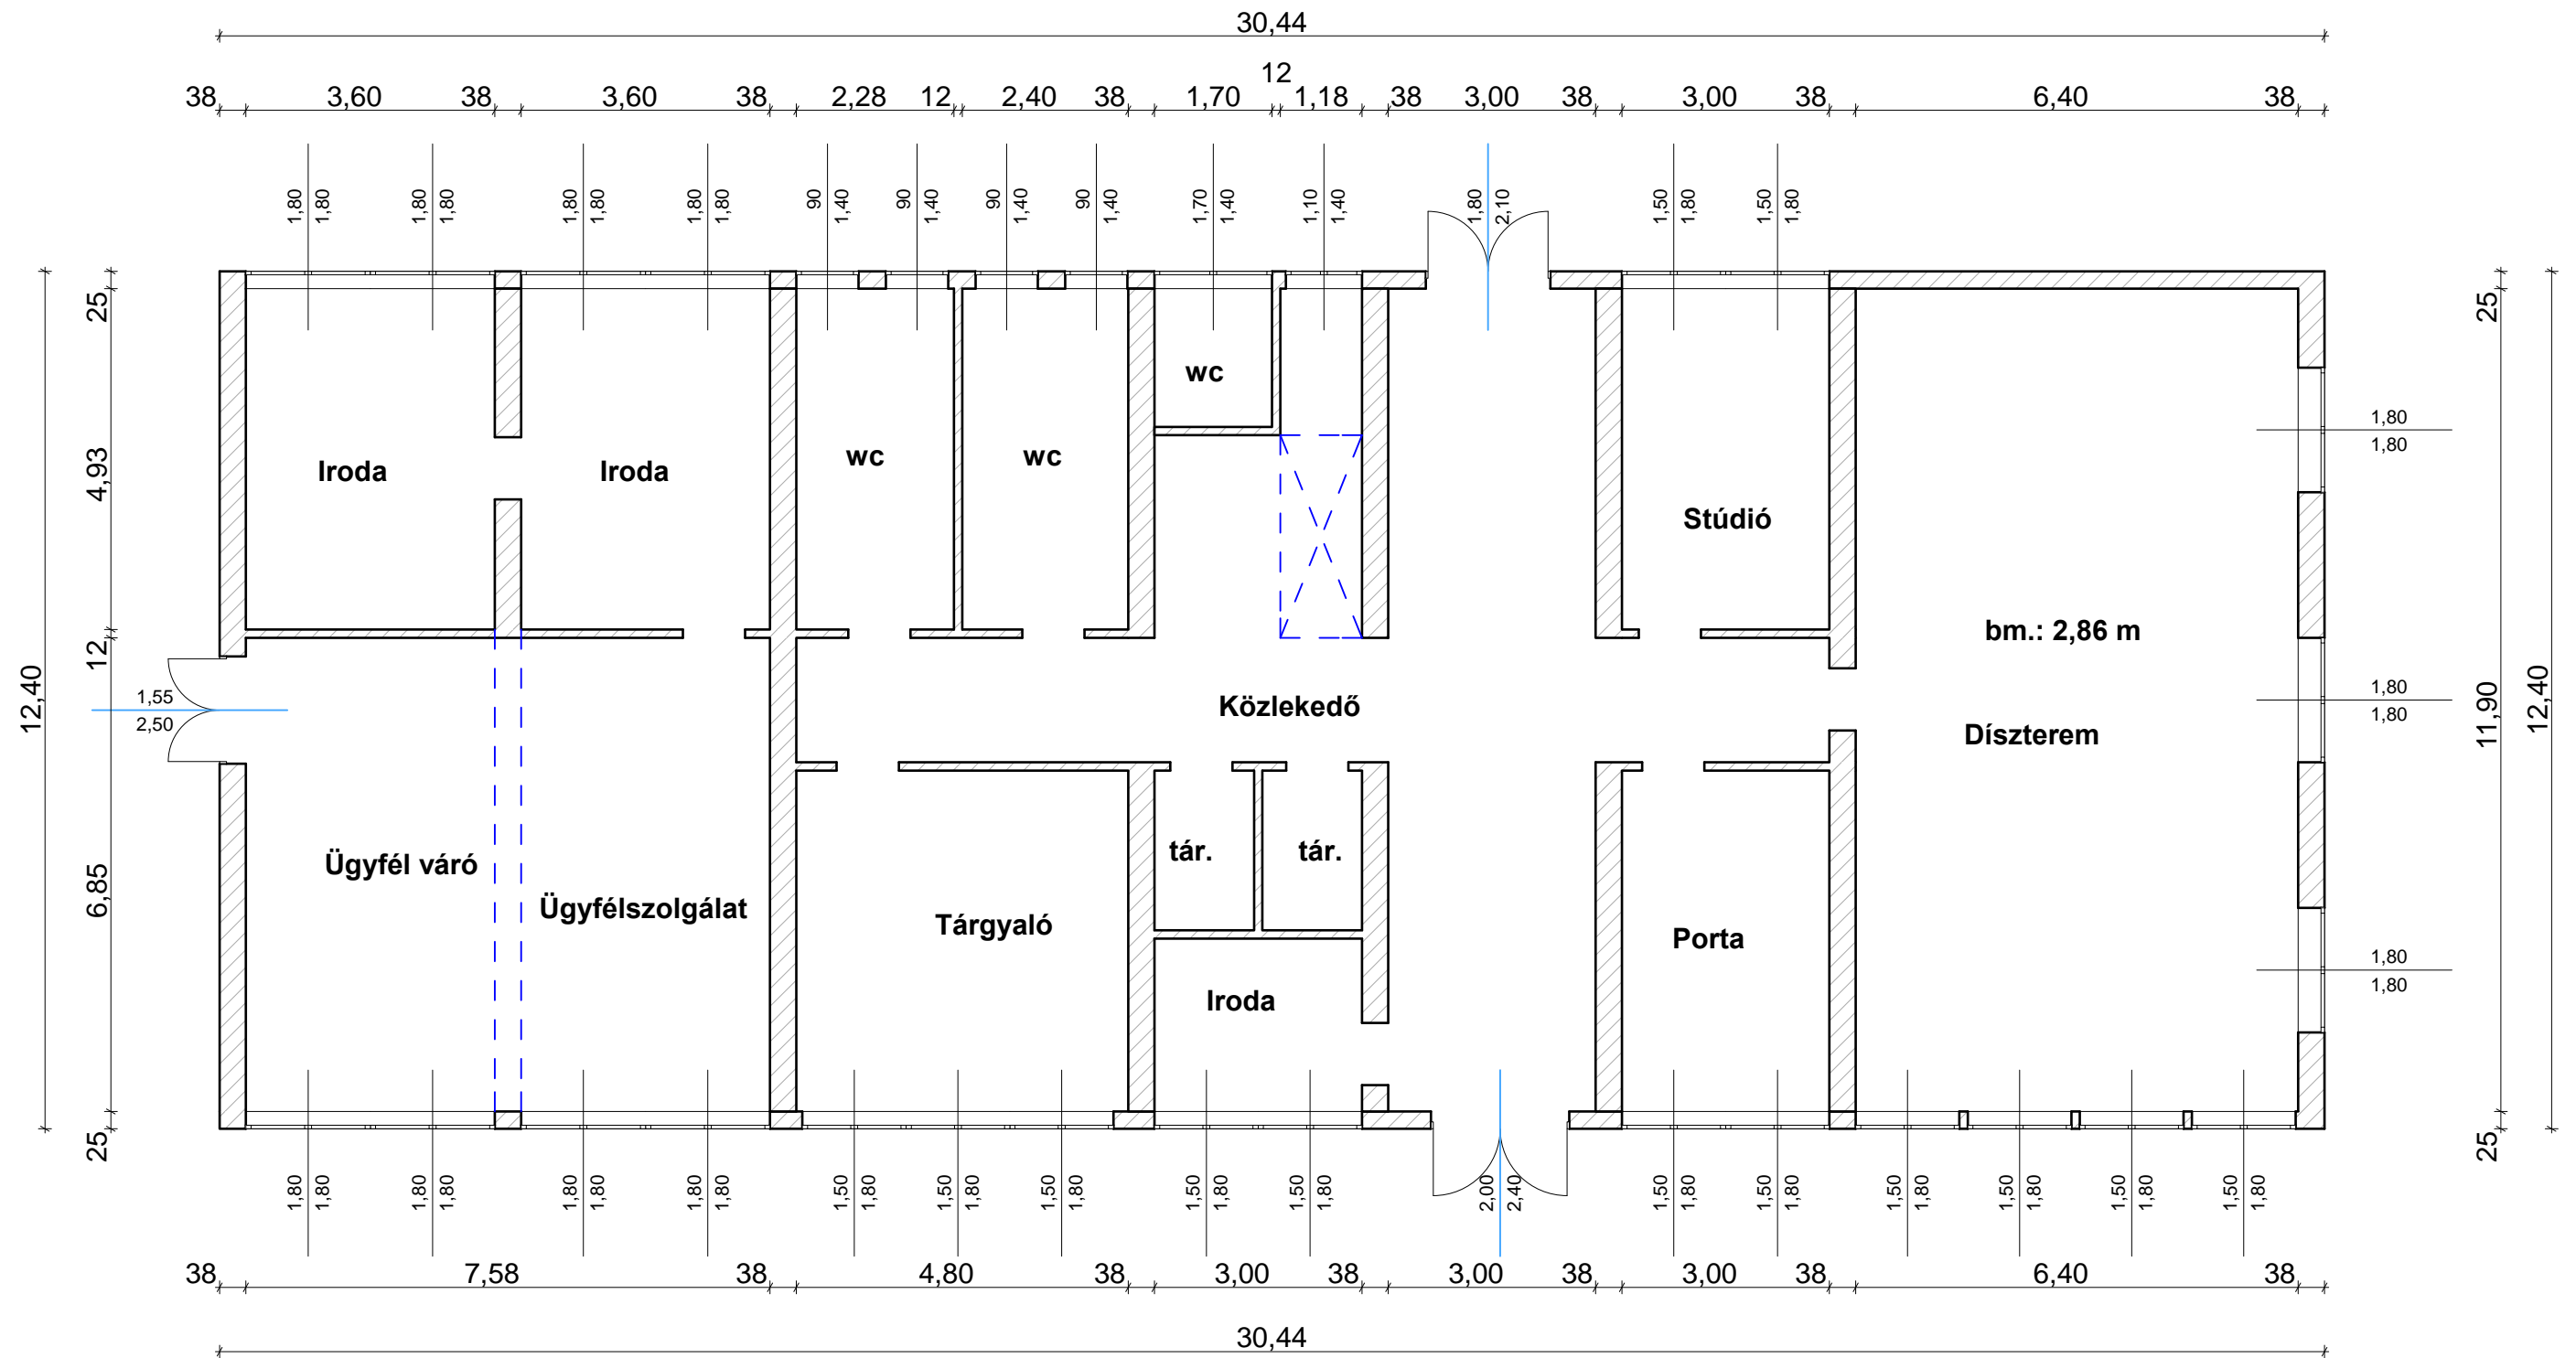 30,44
12
38 3,60 38 3,60 38 2,28 12 2,40 38 1,70 1,18 38 3,00 38 3,00 38 6,40 38
1,80 1,80 1,80 1,80 90 90 90 90 1,70 1,10 1,80 1,50 1,50
1,80 1,80 1,80 1,80 1,40 1,40 1,40 1,40 1,40 1,40 2,10 1,80 1,80
25 25
wc
1,80
1,80
Iroda Iroda wc wc
4,93
Stúdió
bm.: 2,86 m
12
12,40 11,90 12,40
1,55
2,50
Közlekedő
1,80
1,80
Díszterem
tár. tár.
Ügyfél váró
6,85
Ügyfélszolgálat
Tárgyaló
Porta
1,80
1,80
Iroda
25 25
1,80 1,80 1,80 1,80 1,50 1,50 1,50 1,50 1,50 2,00 1,50 1,50 1,50 1,50 1,50 1,50
1,80 1,80 1,80 1,80 1,80 1,80 1,80 1,80 1,80 2,40 1,80 1,80 1,80 1,80 1,80 1,80
38 7,58 38 4,80 38 3,00 38 3,00 38 3,00 38 6,40 38
30,44